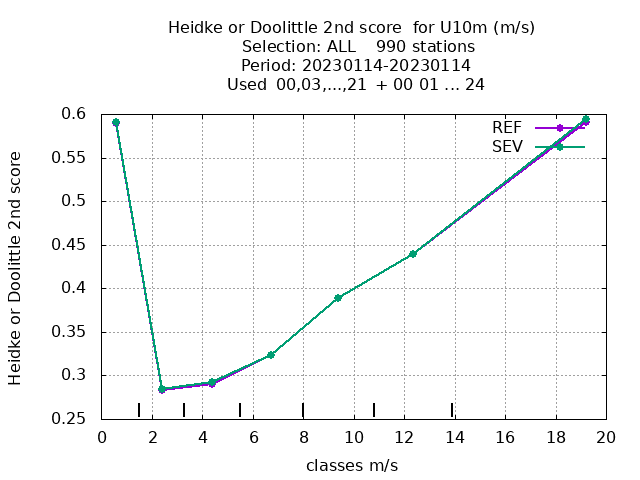 Heidke or Doolittle 2nd score  for U10m (m/s)
Selection: ALL    990 stations
Period: 20230114-20230114
Used  00,03,...,21  + 00 01 ... 24
REF
SEV
Heidke or Doolittle 2nd score
0.6
0.55
0.5
0.45
0.4
0.35
0.3
0.25
0 2 4 6 8 10 12 14 16 18 20
classes m/s